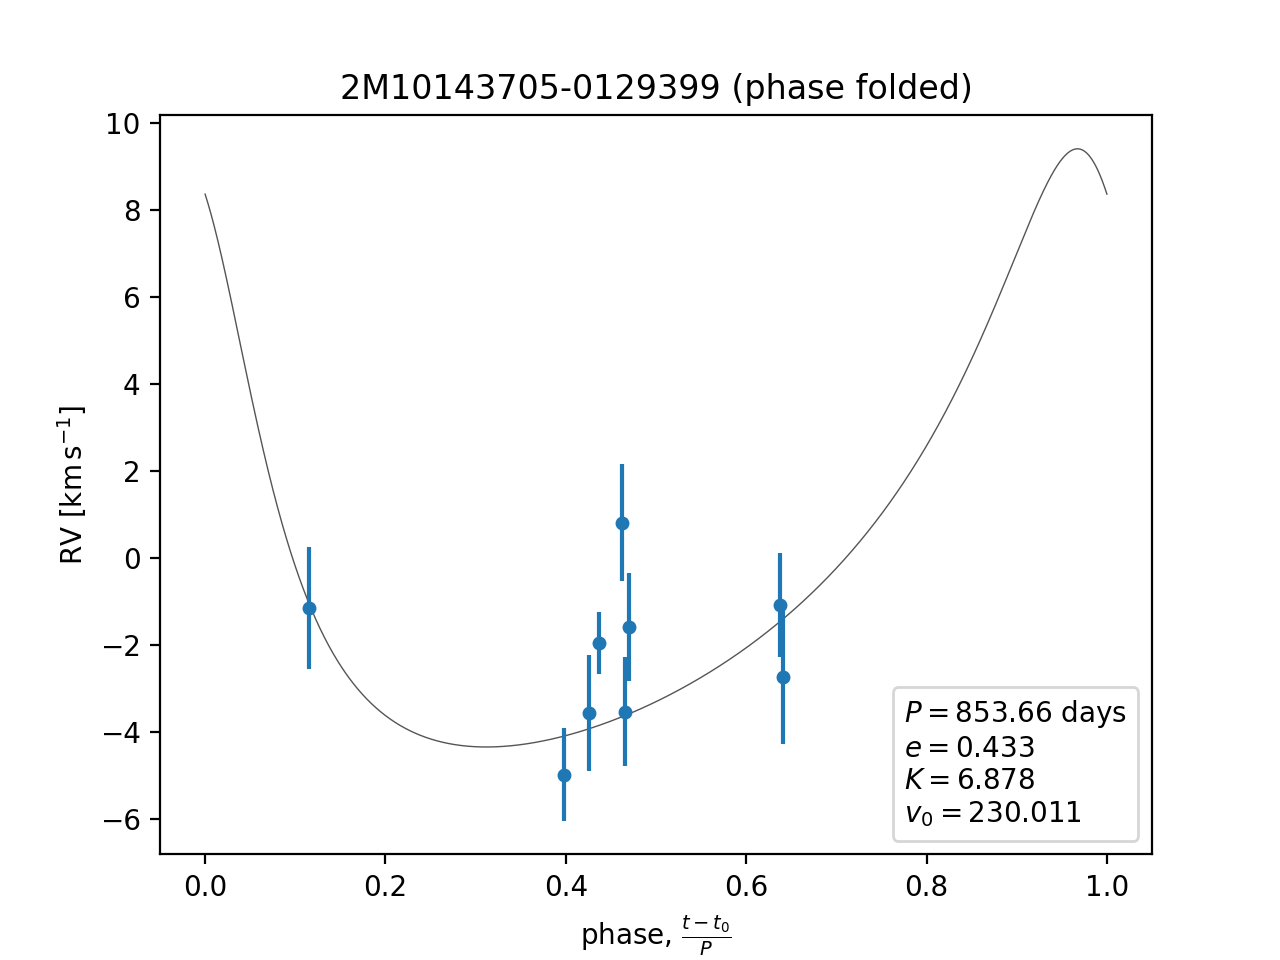 2M10143705-0129399 (phase folded)
10
8
6
4
2
0
−2
−4
−6
RV [km s⁻¹]
P = 853.66 days
e = 0.433
K = 6.878
v₀ = 230.011
0.0 0.2 0.4 0.6 0.8 1.0
phase, (t − t₀)/P